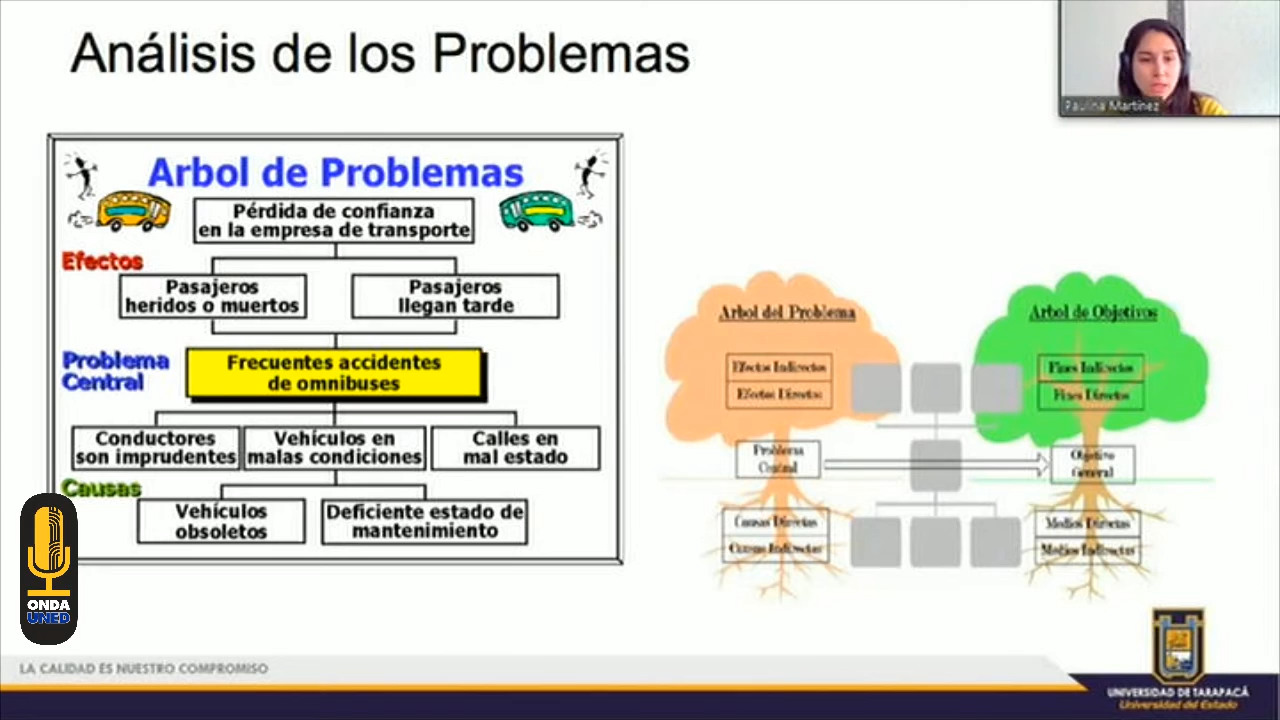 Análisis de los Problemas
Paulina Martínez
Arbol de Problemas
Pérdida de confianza
en la empresa de transporte
Efectos
Pasajeros
heridos o muertos
Pasajeros
llegan tarde
Problema
Central
Frecuentes accidentes
de omnibuses
Conductores
son imprudentes
Vehículos en
malas condiciones
Calles en
mal estado
Causas
Vehículos
obsoletos
Deficiente estado de
mantenimiento
Arbol del Problema
Efectos Indirectos
Efectos Directos
Problema
Central
Causas Directas
Causas Indirectas
Arbol de Objetivos
Fines Indirectos
Fines Directos
Objetivo
General
Medios Directos
Medios Indirectos
ONDA
UNED
LA CALIDAD ES NUESTRO COMPROMISO
UNIVERSIDAD DE TARAPACÁ
Universidad del Estado